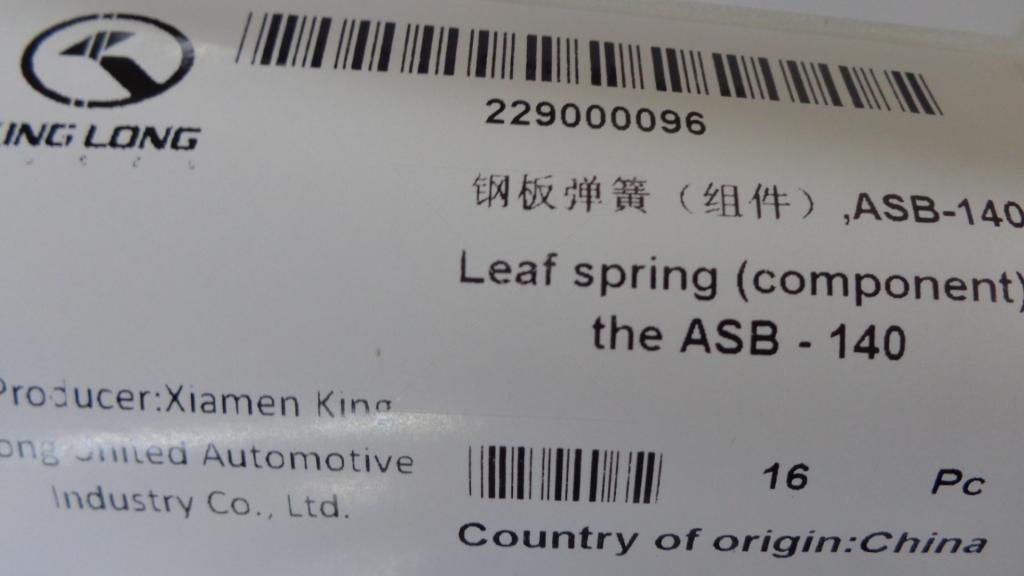 KING LONG
229000096
钢板弹簧（组件）,ASB-140
Leaf spring (component)
the ASB - 140
Producer:Xiamen King
Long United Automotive
Industry Co., Ltd.
16 Pc
Country of origin:China